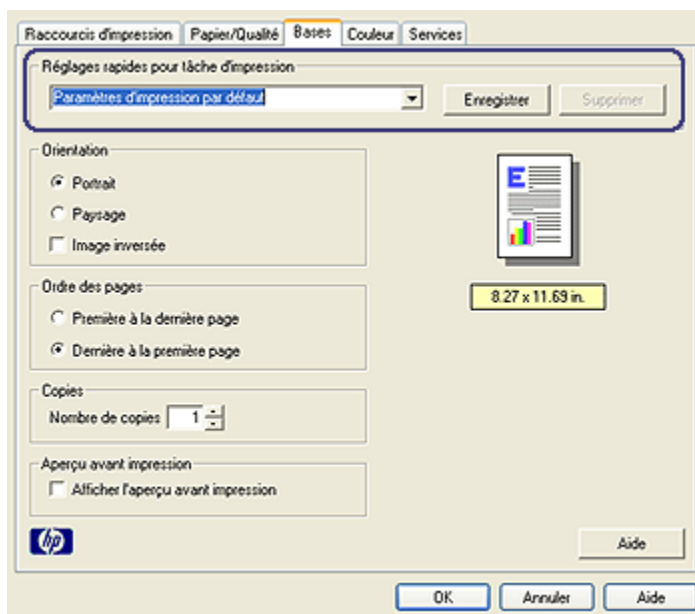 Raccourcis d'impression Papier/Qualité Bases Couleur Services
Réglages rapides pour tâche d'impression
Paramètres d'impression par défaut Enregistrer Supprimer
Orientation
Portrait
Paysage
Image inversée
E
8.27 x 11.69 in.
Ordre des pages
Première à la dernière page
Dernière à la première page
Copies
Nombre de copies 1
Aperçu avant impression
Afficher l'aperçu avant impression
hp Aide
OK Annuler Aide